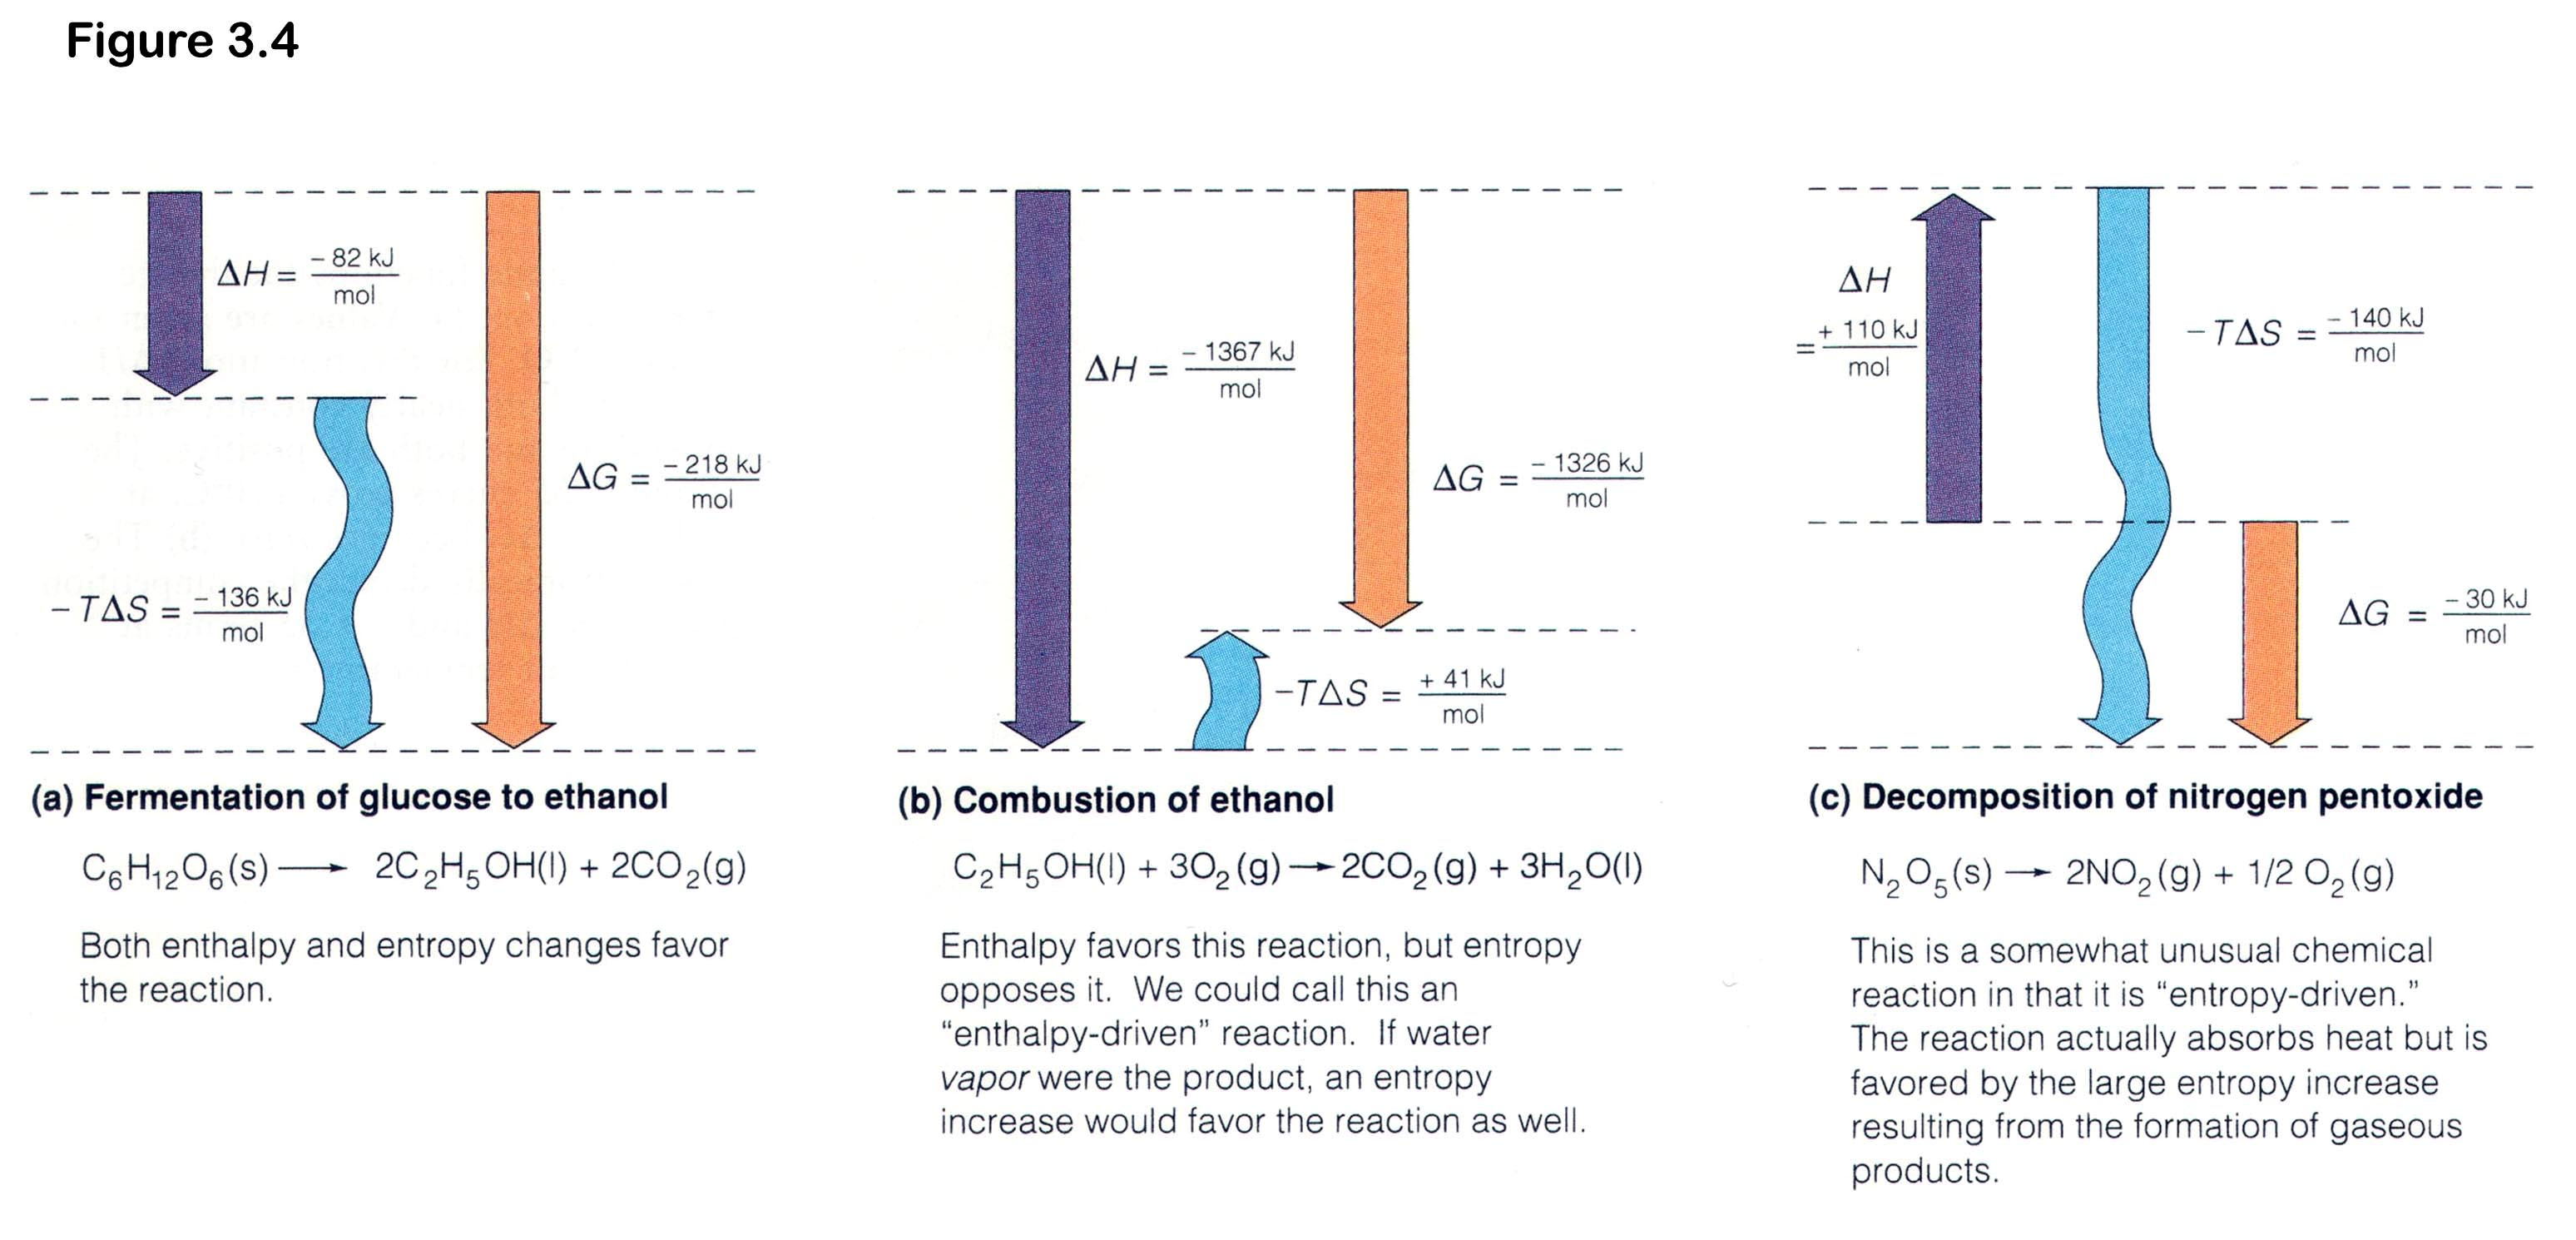 Figure 3.4
ΔH = – 82 kJ / mol
– TΔS = – 136 kJ / mol
ΔG = – 218 kJ / mol
(a) Fermentation of glucose to ethanol
C₆H₁₂O₆(s) ⟶ 2C₂H₅OH(l) + 2CO₂(g)
Both enthalpy and entropy changes favor
the reaction.
ΔH = – 1367 kJ / mol
ΔG = – 1326 kJ / mol
–TΔS = + 41 kJ / mol
(b) Combustion of ethanol
C₂H₅OH(l) + 3O₂(g) ⟶ 2CO₂(g) + 3H₂O(l)
Enthalpy favors this reaction, but entropy
opposes it. We could call this an
“enthalpy-driven” reaction. If water
vapor were the product, an entropy
increase would favor the reaction as well.
ΔH
= + 110 kJ / mol
– TΔS = – 140 kJ / mol
ΔG = – 30 kJ / mol
(c) Decomposition of nitrogen pentoxide
N₂O₅(s) ⟶ 2NO₂(g) + 1/2 O₂(g)
This is a somewhat unusual chemical
reaction in that it is “entropy-driven.”
The reaction actually absorbs heat but is
favored by the large entropy increase
resulting from the formation of gaseous
products.